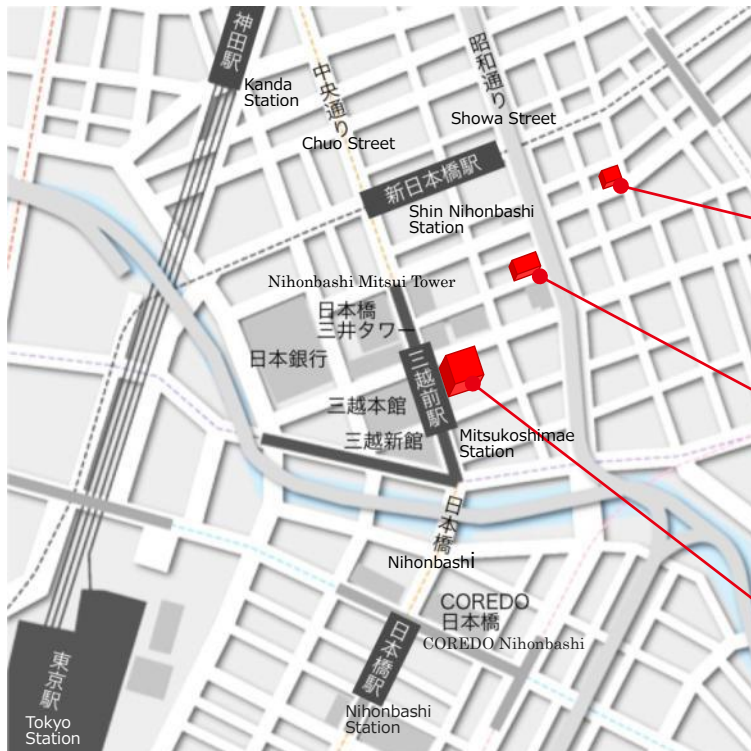 神田駅
Kanda
Station
中央通り
Chuo Street
昭和通り
Showa Street
新日本橋駅
Shin Nihonbashi
Station
Nihonbashi Mitsui Tower
日本橋
三井タワー
日本銀行
三越前駅
三越本館
三越新館
Mitsukoshimae
Station
日本橋
Nihonbashi
COREDO
日本橋
COREDO Nihonbashi
日本橋駅
Nihonbashi
Station
東京駅
Tokyo
Station